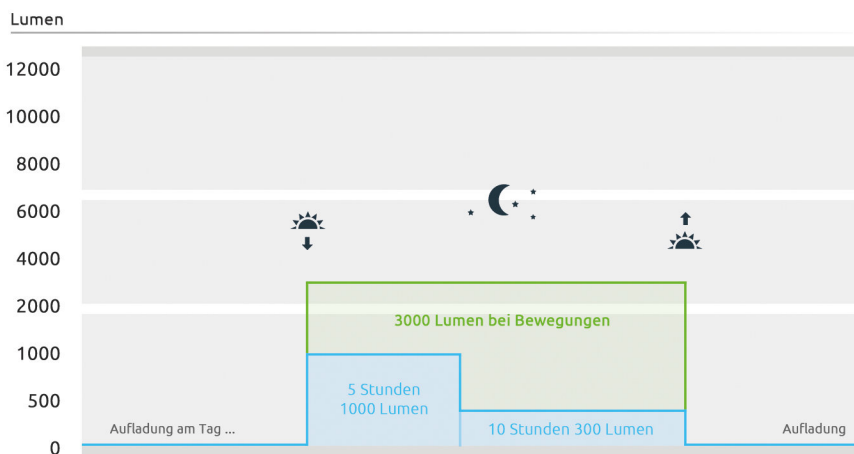 Lumen
12000
10000
8000
6000
4000
2000
3000 Lumen bei Bewegungen
1000
5 Stunden
1000 Lumen
500
Aufladung am Tag ...
10 Stunden 300 Lumen
Aufladung
0